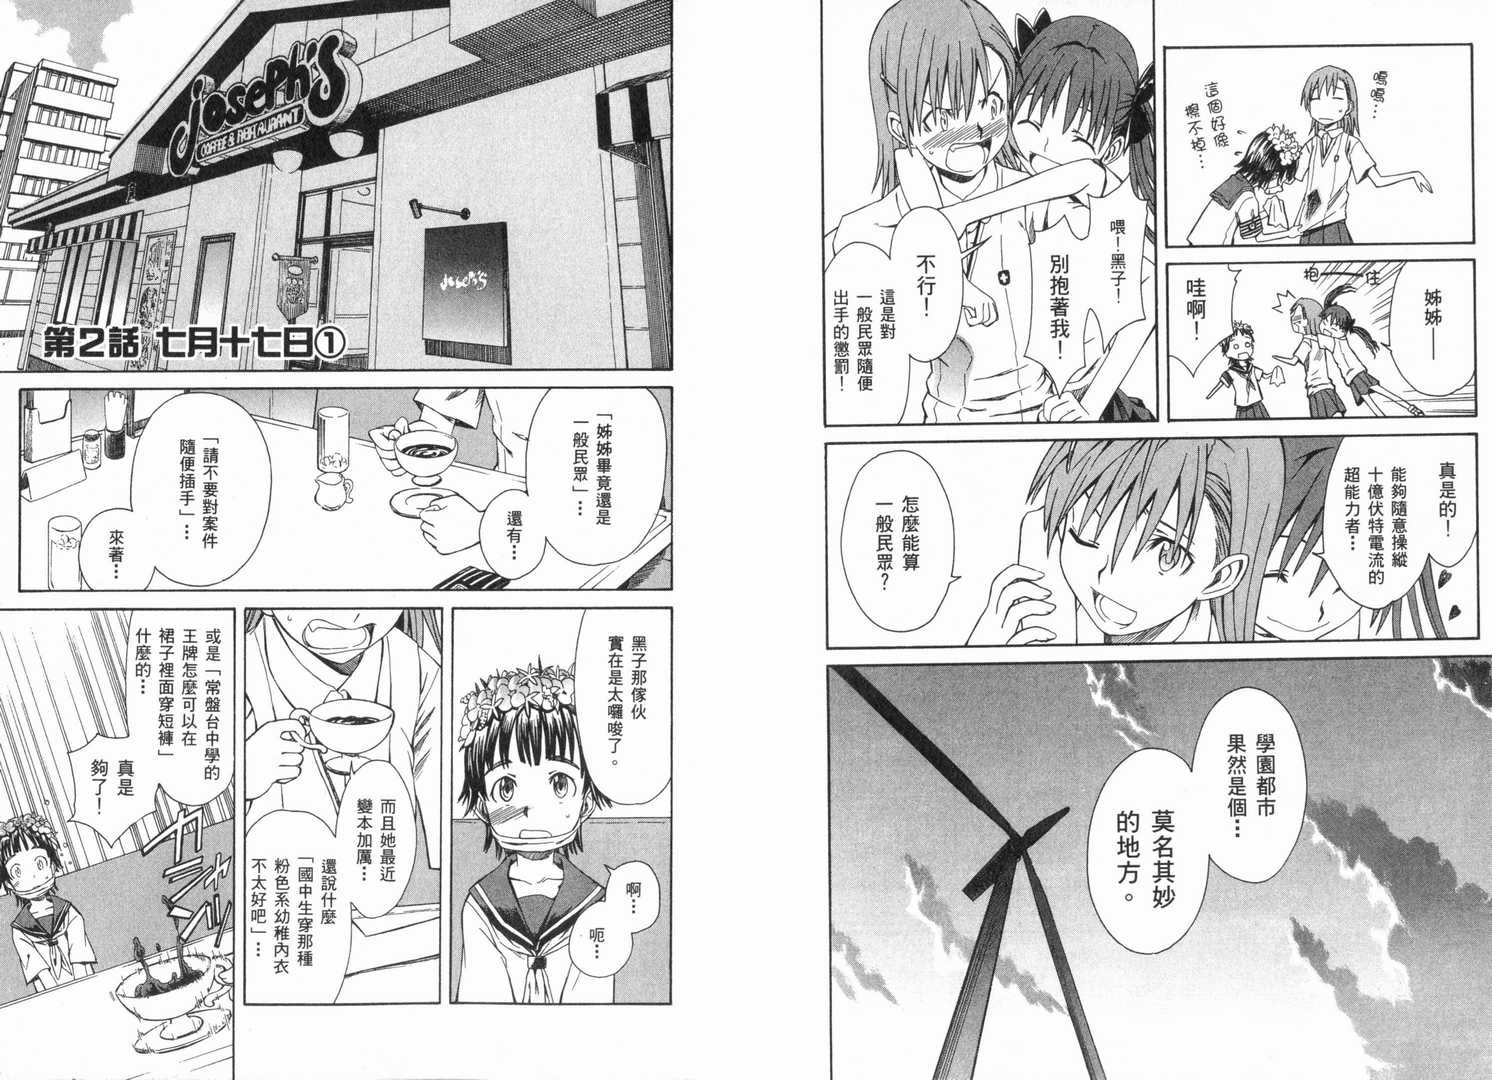 嗚嗚…
這個好像
擦不掉…
姊姊──
抱──住
哇啊！
喂！黑子！
別抱著我！
不行！
這是對
一般民眾隨便
出手的懲罰！
真是的！
能夠隨意操縱
十億伏特電流的
超能力者…
怎麼能算
一般民眾？
學園都市
果然是個…
莫名其妙
的地方。
Joseph's
COFFEE & RESTAURANT
Joseph's
第2話 七月十七日①
「姊姊畢竟還是
一般民眾」…
還有…
「請不要對案件
隨便插手」…
來著…
黑子那傢伙
實在是太囉唆了。
啊…
呃…
而且她最近
變本加厲…
還說什麼
「國中生穿那種
粉色系幼稚內衣
不太好吧」…
或是「常盤台中學的
王牌怎麼可以在
裙子裡面穿短褲」
什麼的…
真是
夠了！
カチャカチャ